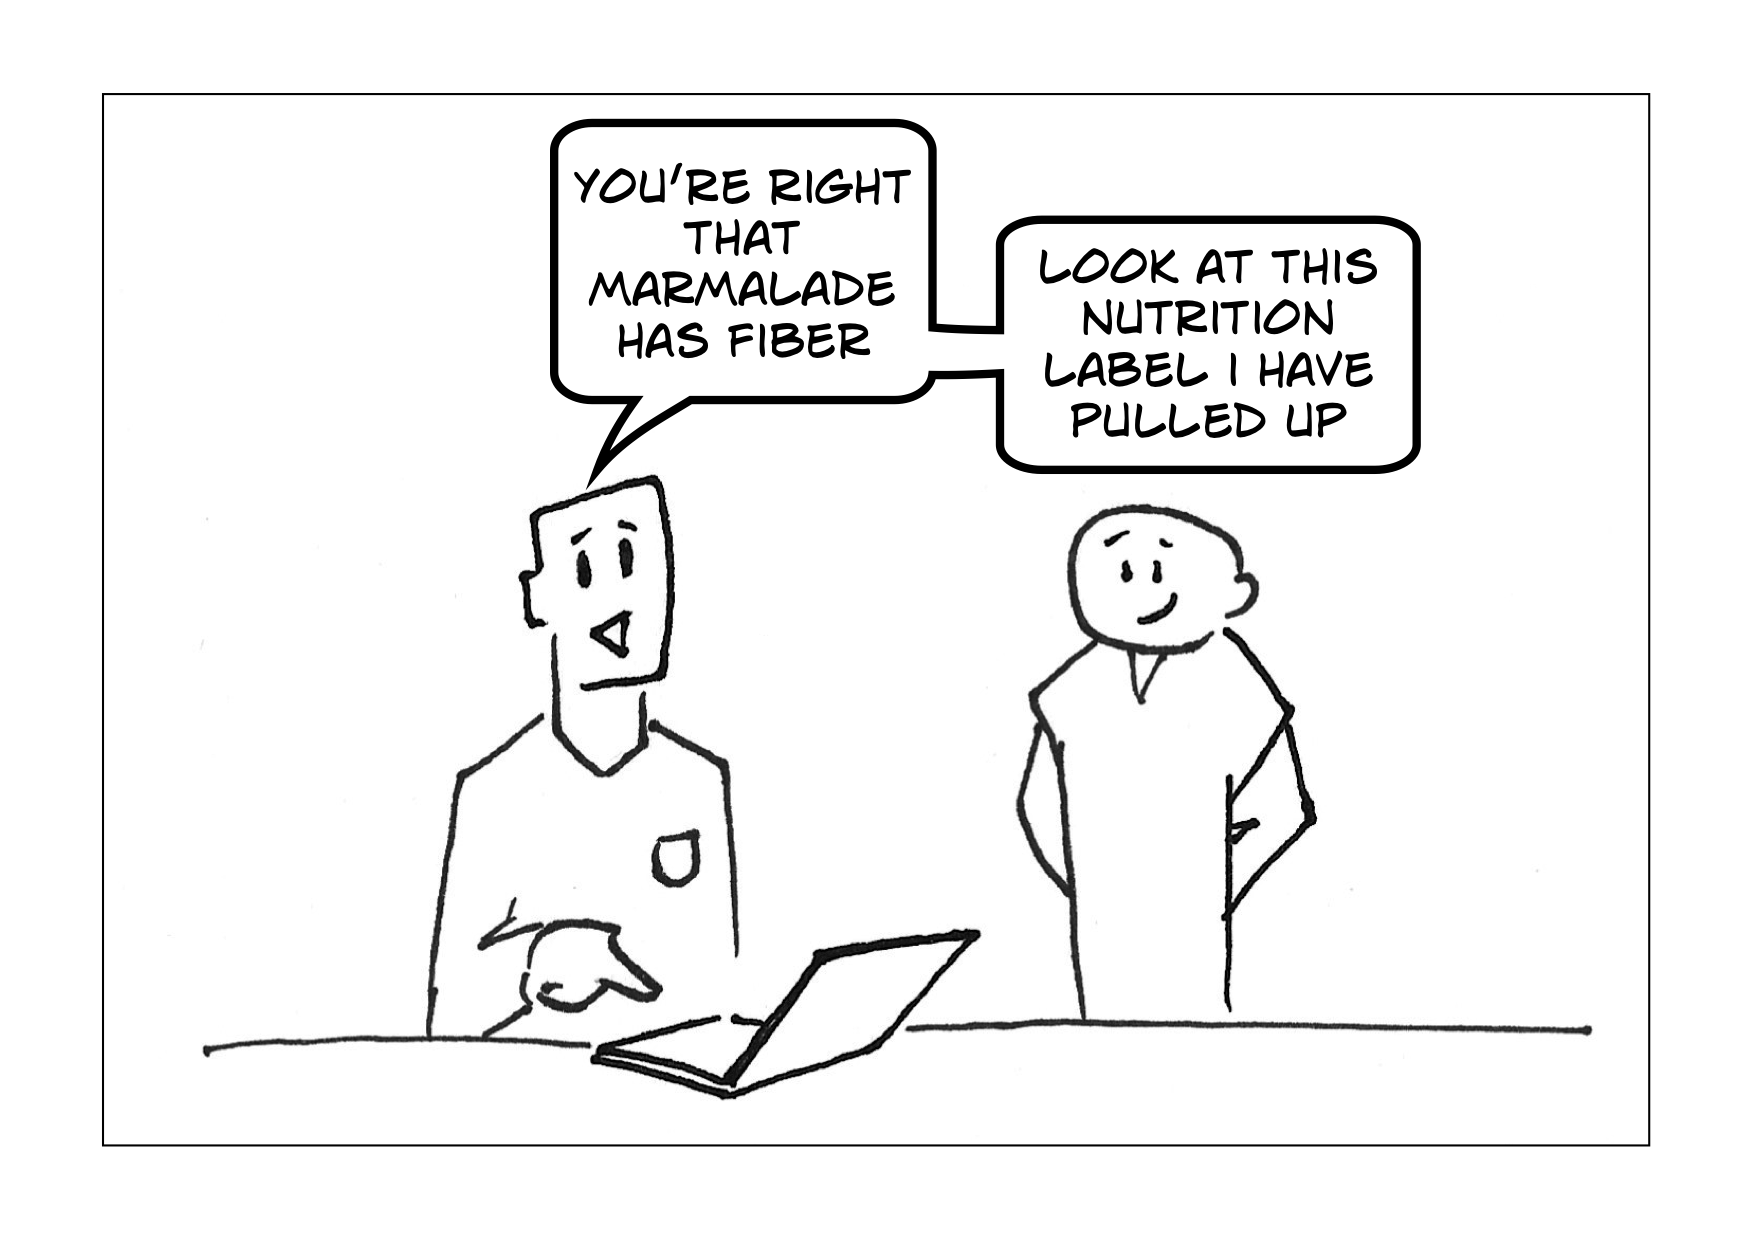 YOU'RE RIGHT
THAT
MARMALADE
HAS FIBER
LOOK AT THIS
NUTRITION
LABEL I HAVE
PULLED UP